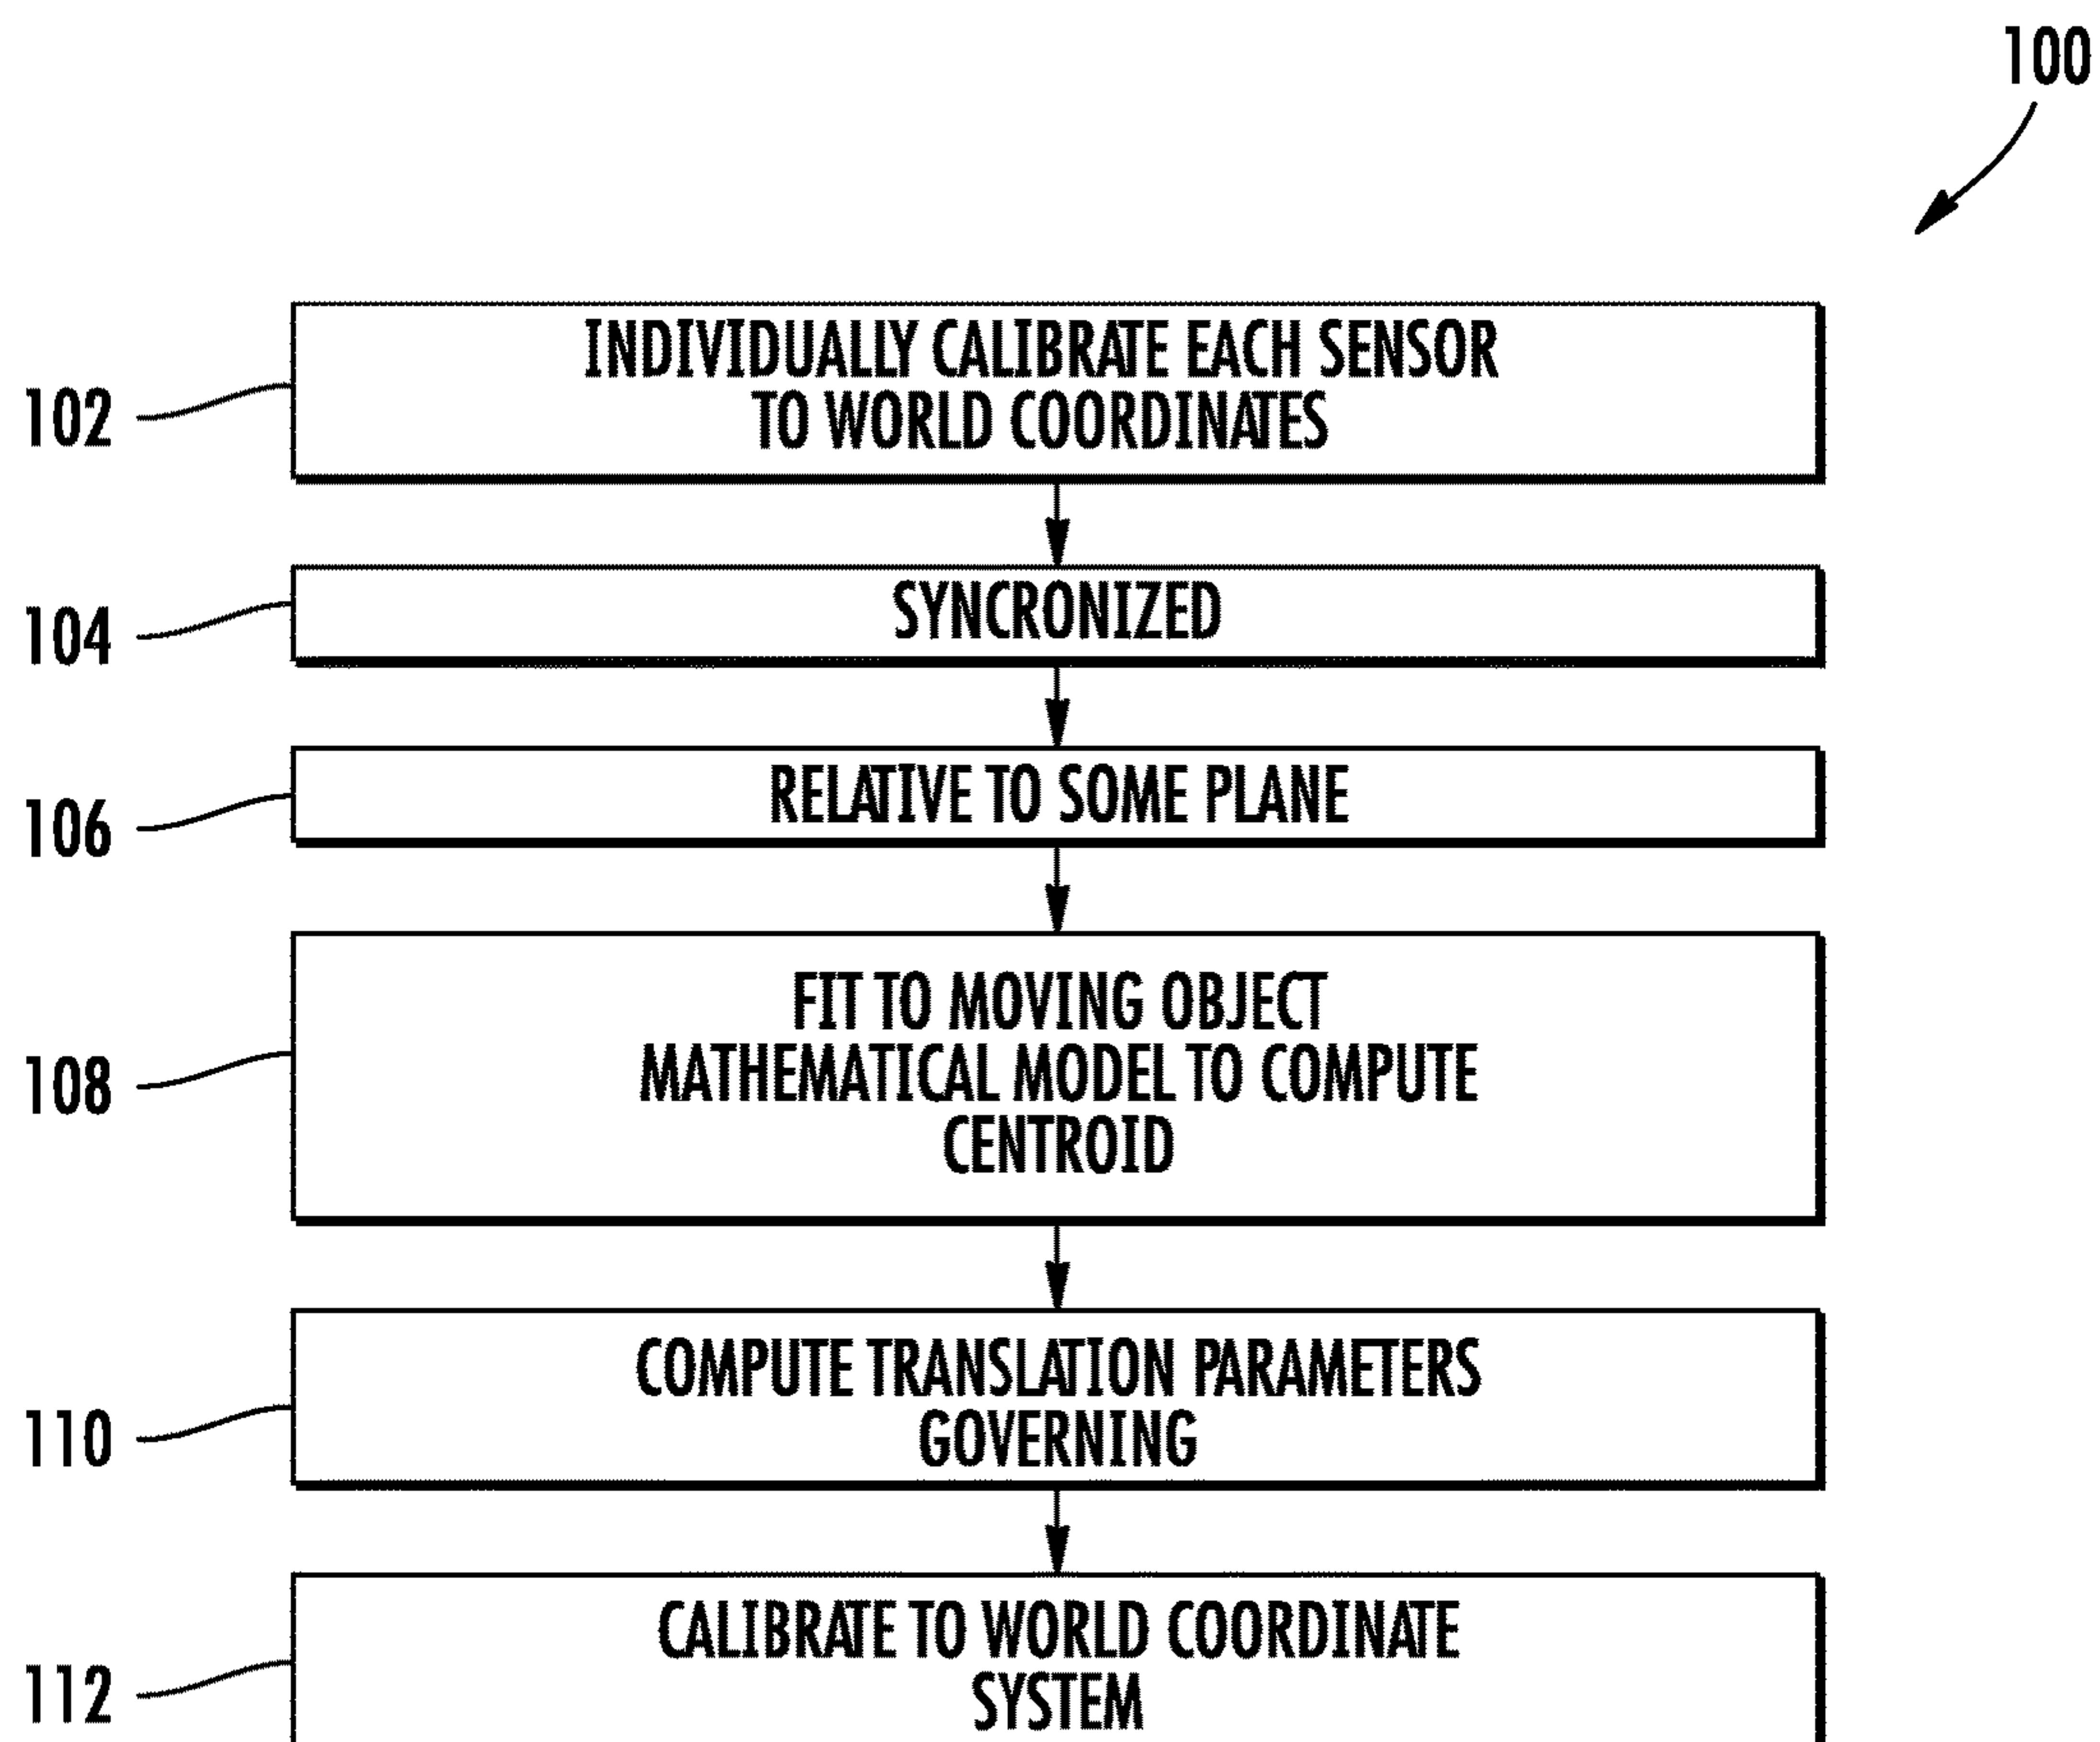 100
INDIVIDUALLY CALIBRATE EACH SENSOR
TO WORLD COORDINATES
102
SYNCRONIZED
104
RELATIVE TO SOME PLANE
106
FIT TO MOVING OBJECT
MATHEMATICAL MODEL TO COMPUTE
CENTROID
108
COMPUTE TRANSLATION PARAMETERS
GOVERNING
110
CALIBRATE TO WORLD COORDINATE
SYSTEM
112